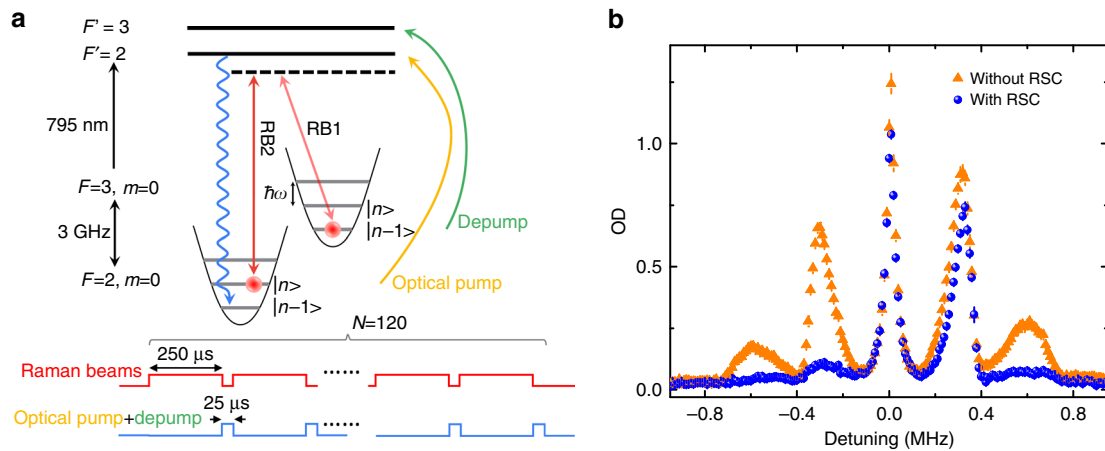 a
F' = 3
F' = 2
795 nm
F=3, m=0
3 GHz
F=2, m=0
RB2
RB1
ħω
|n>
|n−1>
|n>
|n−1>
Depump
Optical pump
N=120
250 µs
Raman beams
......
25 µs
Optical pump+depump
......
b
OD
1.0
0.5
0.0
Without RSC
With RSC
−0.8 −0.4 0.0 0.4 0.8
Detuning (MHz)